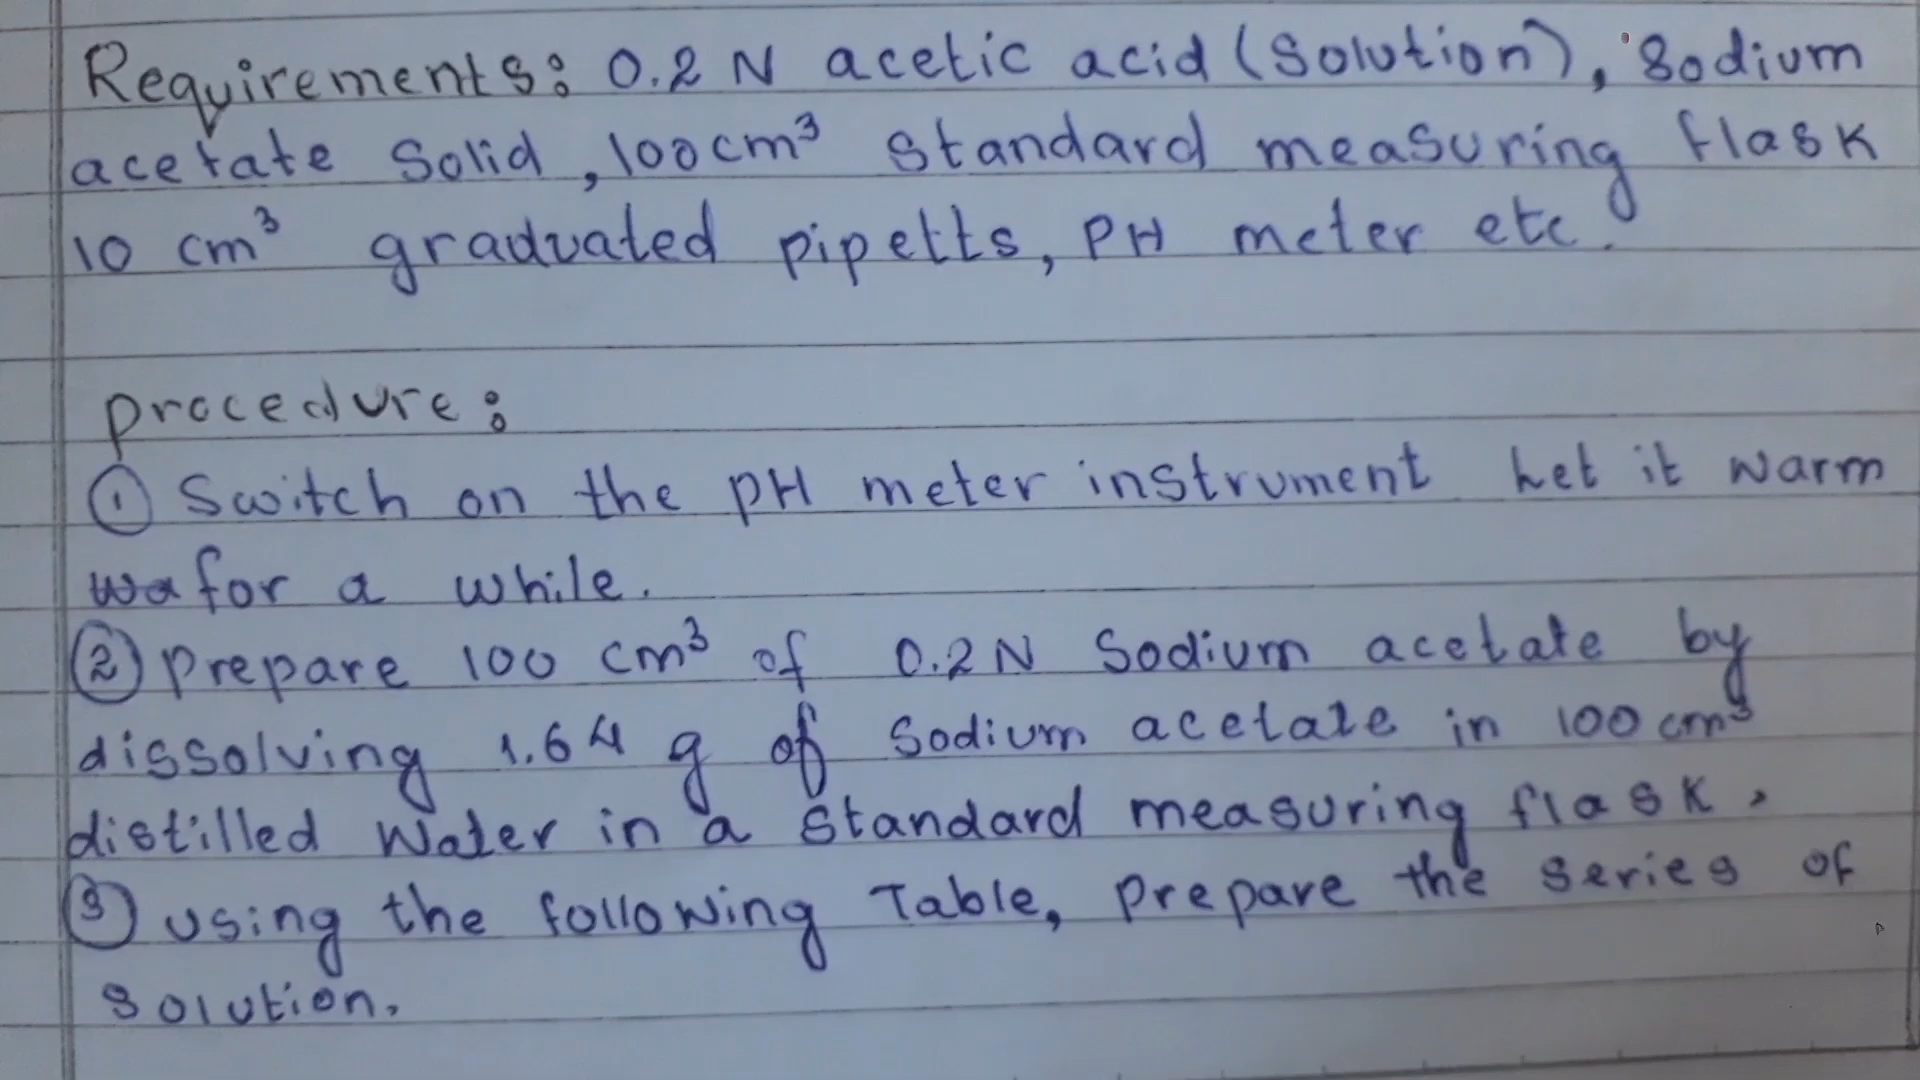 Requirements: 0.2 N acetic acid (Solution), Sodium
acetate Solid, 100cm³ standard measuring flask
10 cm³ graduated pipetts, PH meter etc.
procedure:
① Switch on the pH meter instrument Let it warm
wa for a while.
② prepare 100 cm³ of 0.2N Sodium acetate by
dissolving 1.64 g of Sodium acetate in 100 cm³
distilled Water in a standard measuring flask.
③ using the following Table, prepare the series of
solution.